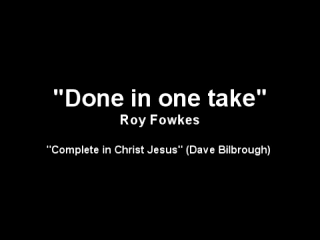 "Done in one take"
Roy Fowkes
"Complete in Christ Jesus" (Dave Bilbrough)